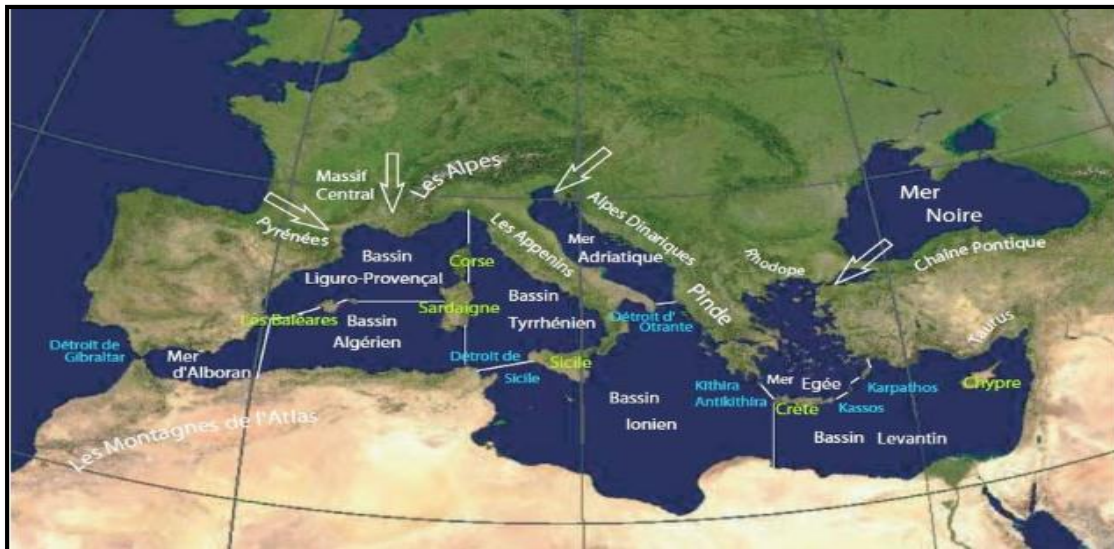 Massif
Central
Les Alpes
Pyrénées
Alpes Dinariques
Mer
Noire
Chaîne Pontique
Les Appenins
Mer
Adriatique
Rhodope
Bassin
Liguro-Provençal
Corse
Pinde
Bassin
Tyrrhénien
Sardaigne
Les Baléares
Bassin
Algérien
Détroit d'
Otrante
Taurus
Détroit de
Gibraltar
Mer
d'Alboran
Détroit de
Sicile
Sicile
Kithira
Antikithira
Mer Egée
Karpathos
Chypre
Crète
Kassos
Bassin
Ionien
Bassin Levantin
Les Montagnes de l'Atlas